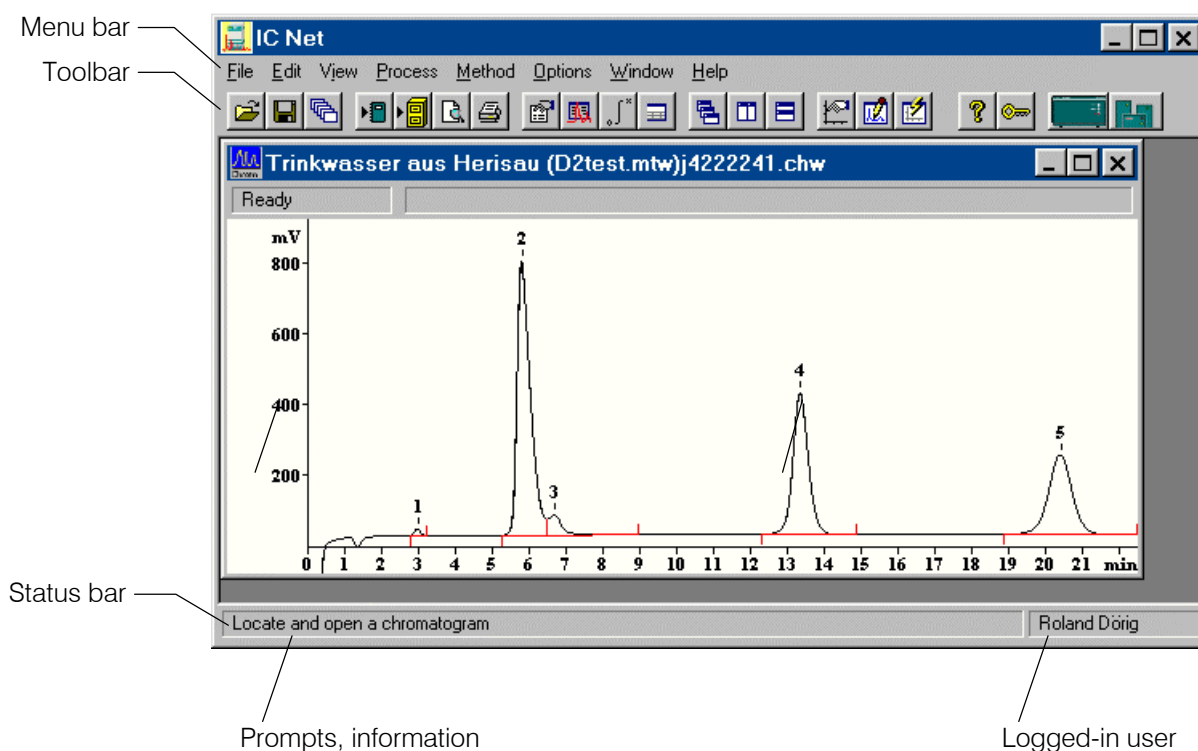 Menu bar
IC Net
Toolbar
File Edit View Process Method Options Window Help
Chrom
Trinkwasser aus Herisau (D2test.mtw)j4222241.chw
Ready
mV
800
600
400
200
1
2
3
4
5
0 1 2 3 4 5 6 7 8 9 10 11 12 13 14 15 16 17 18 19 20 21 min
Status bar
Locate and open a chromatogram
Roland Dörig
Prompts, information
Logged-in user